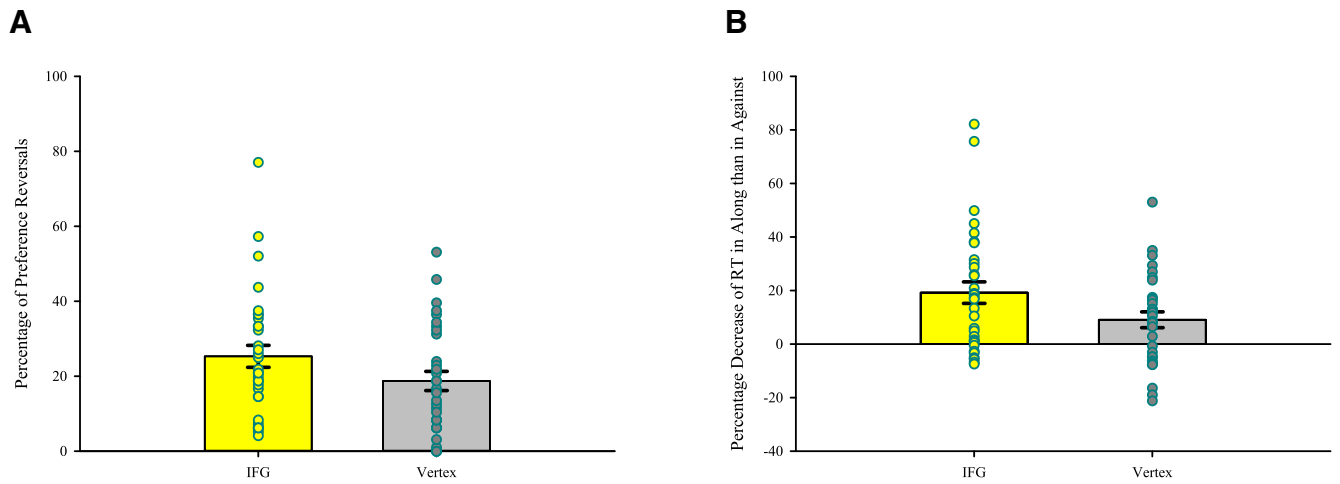 A
B
Percentage of Preference Reversals
100
80
60
40
20
0
IFG
Vertex
Percentage Decrease of RT in Along than in Against
100
80
60
40
20
0
-20
-40
IFG
Vertex